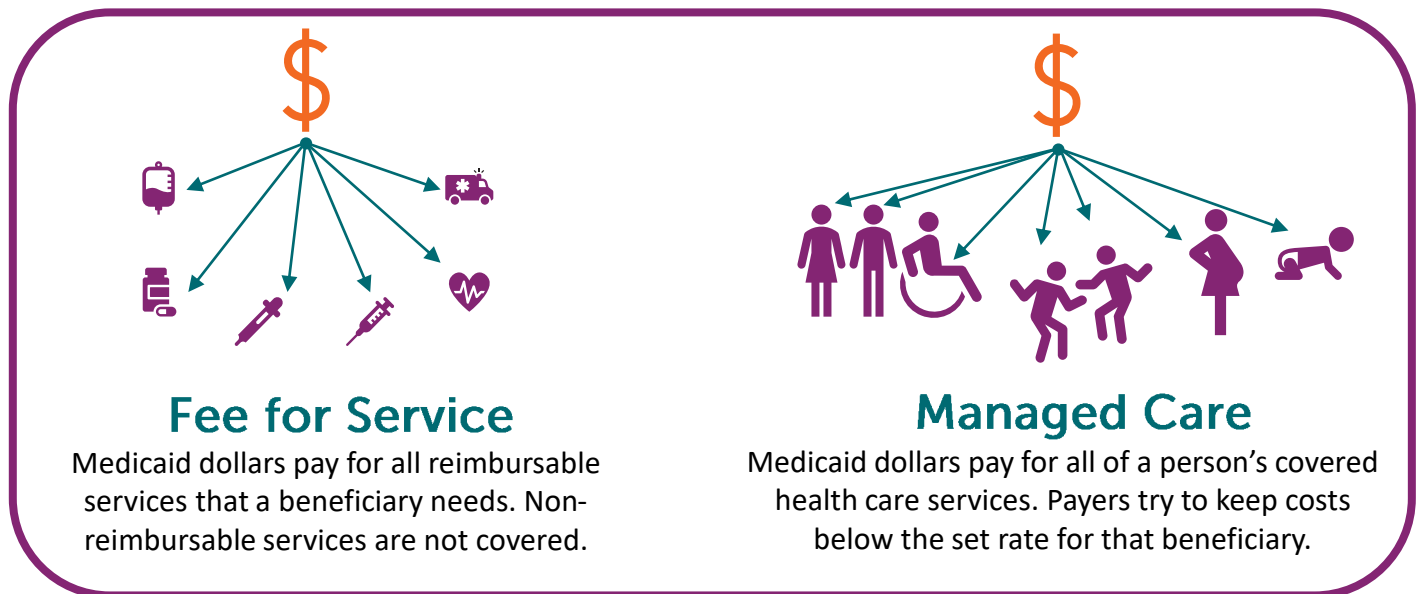 $
$
Fee for Service
Medicaid dollars pay for all reimbursable
services that a beneficiary needs. Non-
reimbursable services are not covered.
Managed Care
Medicaid dollars pay for all of a person’s covered
health care services. Payers try to keep costs
below the set rate for that beneficiary.